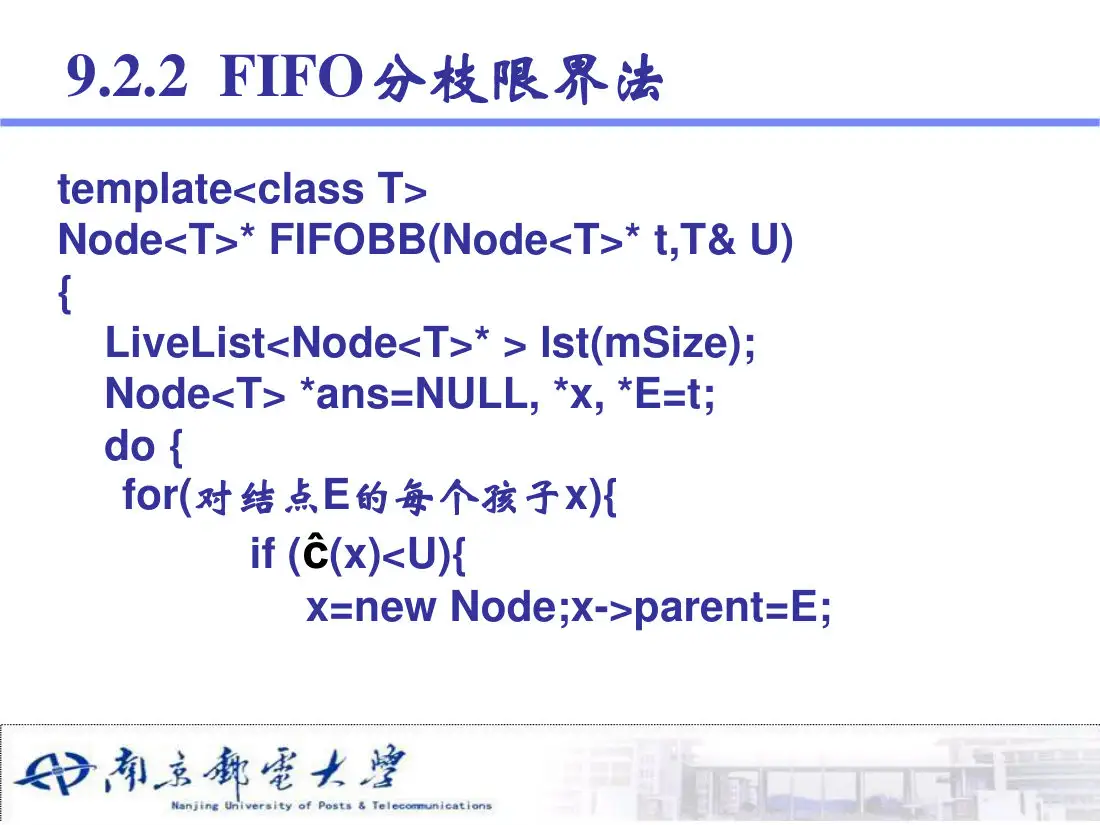 9.2.2 FIFO分枝限界法
template<class T>
Node<T>* FIFOBB(Node<T>* t,T& U)
{
LiveList<Node<T>* > lst(mSize);
Node<T> *ans=NULL, *x, *E=t;
do {
for(对结点E的每个孩子x){
if (ĉ(x)<U){
x=new Node;x->parent=E;
南京邮电大学
Nanjing University of Posts & Telecommunications